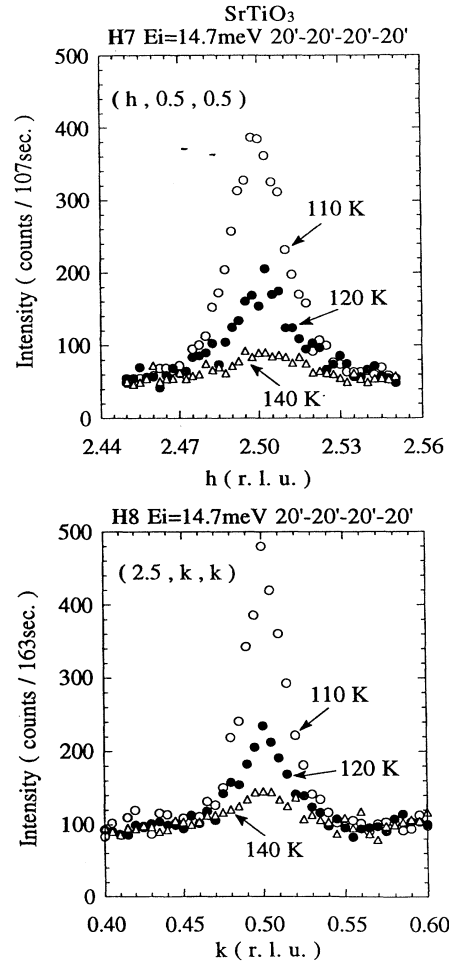 SrTiO3
H7 Ei=14.7meV 20'-20'-20'-20'
500
400
300
200
100
0
Intensity ( counts / 107sec. )
( h , 0.5 , 0.5 )
110 K
120 K
140 K
2.44 2.47 2.50 2.53 2.56
h ( r. l. u. )
H8 Ei=14.7meV 20'-20'-20'-20'
500
400
300
200
100
0
Intensity ( counts / 163sec. )
( 2.5 , k , k )
110 K
120 K
140 K
0.40 0.45 0.50 0.55 0.60
k ( r. l. u. )